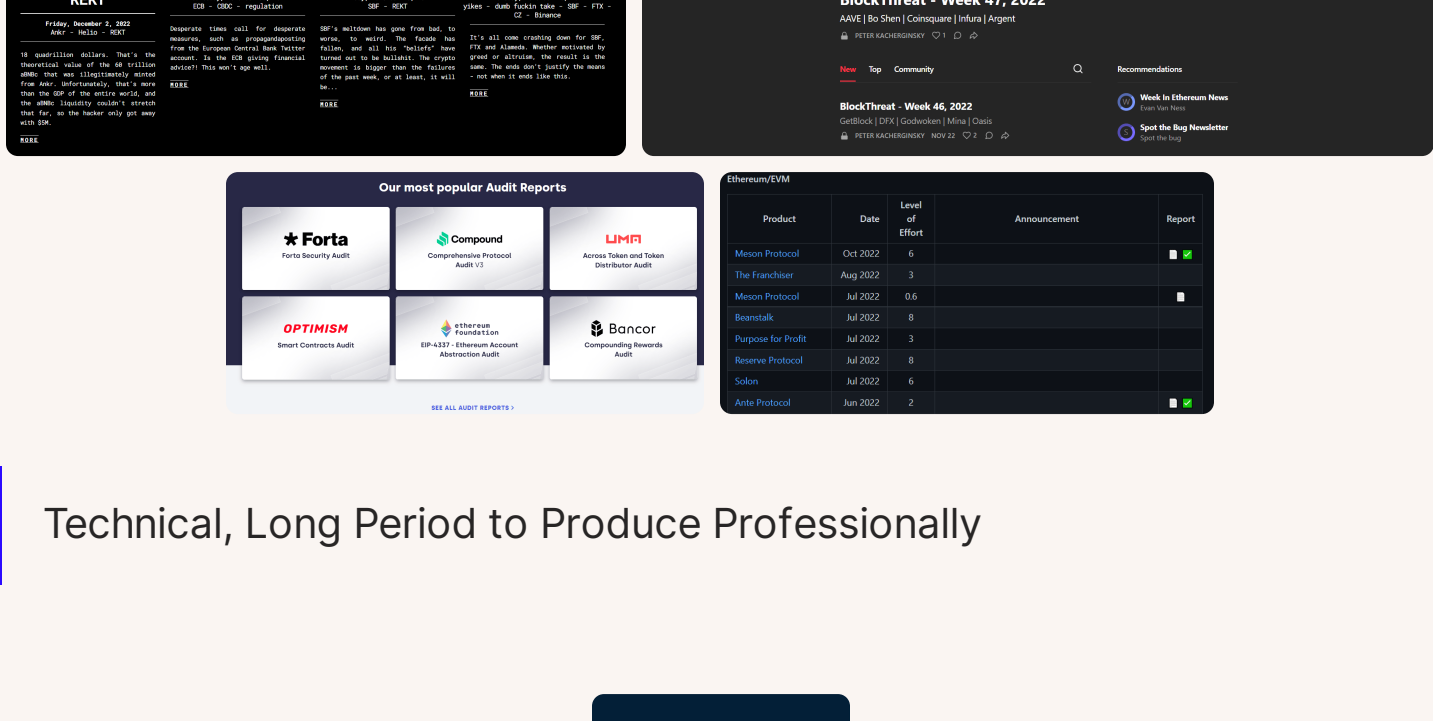 REKT
Friday, December 2, 2022
Ankr - Helio - REKT
18 quadrillion dollars. That's the
theoretical value of the 60 trillion
aBNBc that was illegitimately minted
from Ankr. Unfortunately, that's more
than the GDP of the entire world, and
the aBNBc liquidity couldn't stretch
that far, so the hacker only got away
with $5M.
MORE
ECB - CBDC - regulation
Desperate times call for desperate
measures, such as propagandaposting
from the European Central Bank Twitter
account. Is the ECB giving financial
advice?! This won't age well.
MORE
SBF - REKT
SBF's meltdown has gone from bad, to
worse, to weird. The facade has
fallen, and all his "beliefs" have
turned out to be bullshit. The crypto
movement is bigger than the failures
of the past week, or at least, it will
be...
MORE
yikes - dumb fuckin take - SBF - FTX -
CZ - Binance
It's all come crashing down for SBF,
FTX and Alameda. Whether motivated by
greed or altruism, the result is the
same. The ends don't justify the means
- not when it ends like this.
MORE
BlockThreat - Week 47, 2022
AAVE | Bo Shen | Coinsquare | Infura | Argent
PETER KACHERGINSKY 1
New Top Community
BlockThreat - Week 46, 2022
GetBlock | DFX | Godwoken | Mina | Oasis
PETER KACHERGINSKY NOV 22 2
Recommendations
W
Week In Ethereum News
Evan Van Ness
S
Spot the Bug Newsletter
Spot the bug
Our most popular Audit Reports
Forta
Forta Security Audit
Compound
Comprehensive Protocol
Audit V3
UMA
Across Token and Token
Distributor Audit
OPTIMISM
Smart Contracts Audit
ethereum
foundation
EIP-4337 - Ethereum Account
Abstraction Audit
Bancor
Compounding Rewards
Audit
SEE ALL AUDIT REPORTS >
Ethereum/EVM
Product Date Level of Effort Announcement Report
Meson Protocol Oct 2022 6
The Franchiser Aug 2022 3
Meson Protocol Jul 2022 0.6
Beanstalk Jul 2022 8
Purpose for Profit Jul 2022 3
Reserve Protocol Jul 2022 8
Solon Jul 2022 6
Ante Protocol Jun 2022 2
Technical, Long Period to Produce Professionally